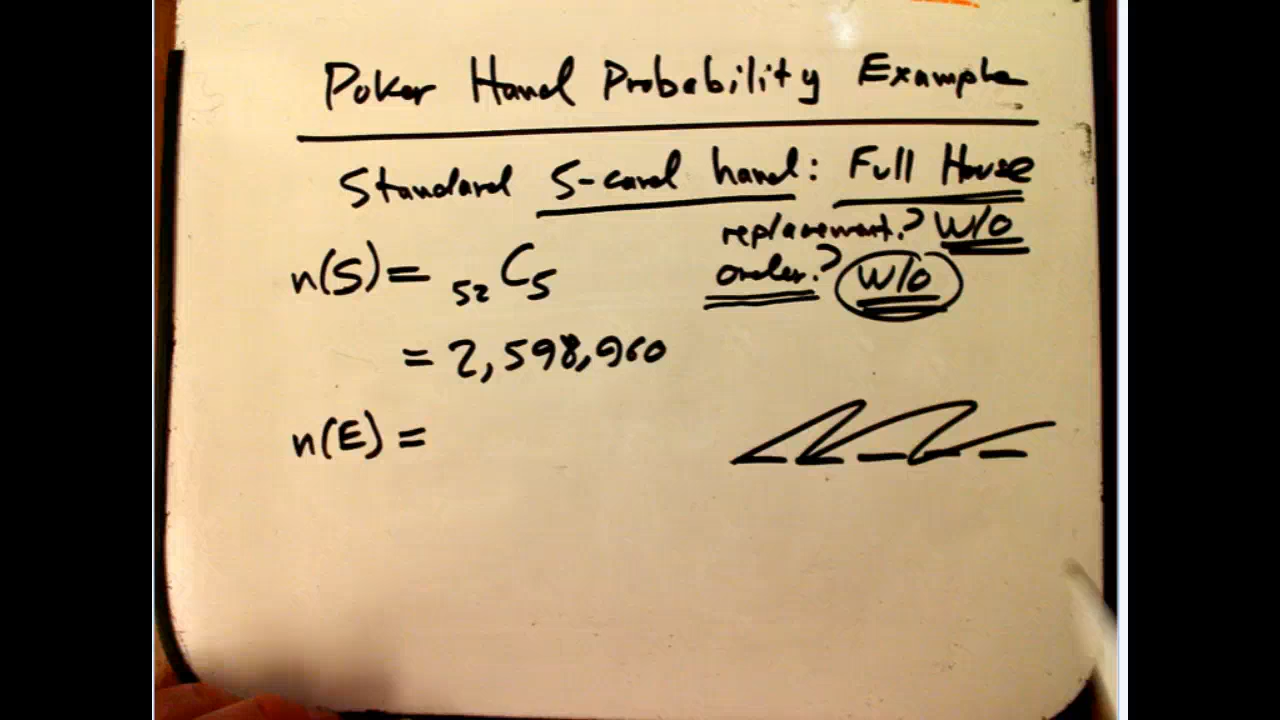 Poker Hand Probability Example
Standard 5-card hand: Full House
replacement? W/O
n(S) = 52C5
order? W/O
= 2,598,960
n(E) =